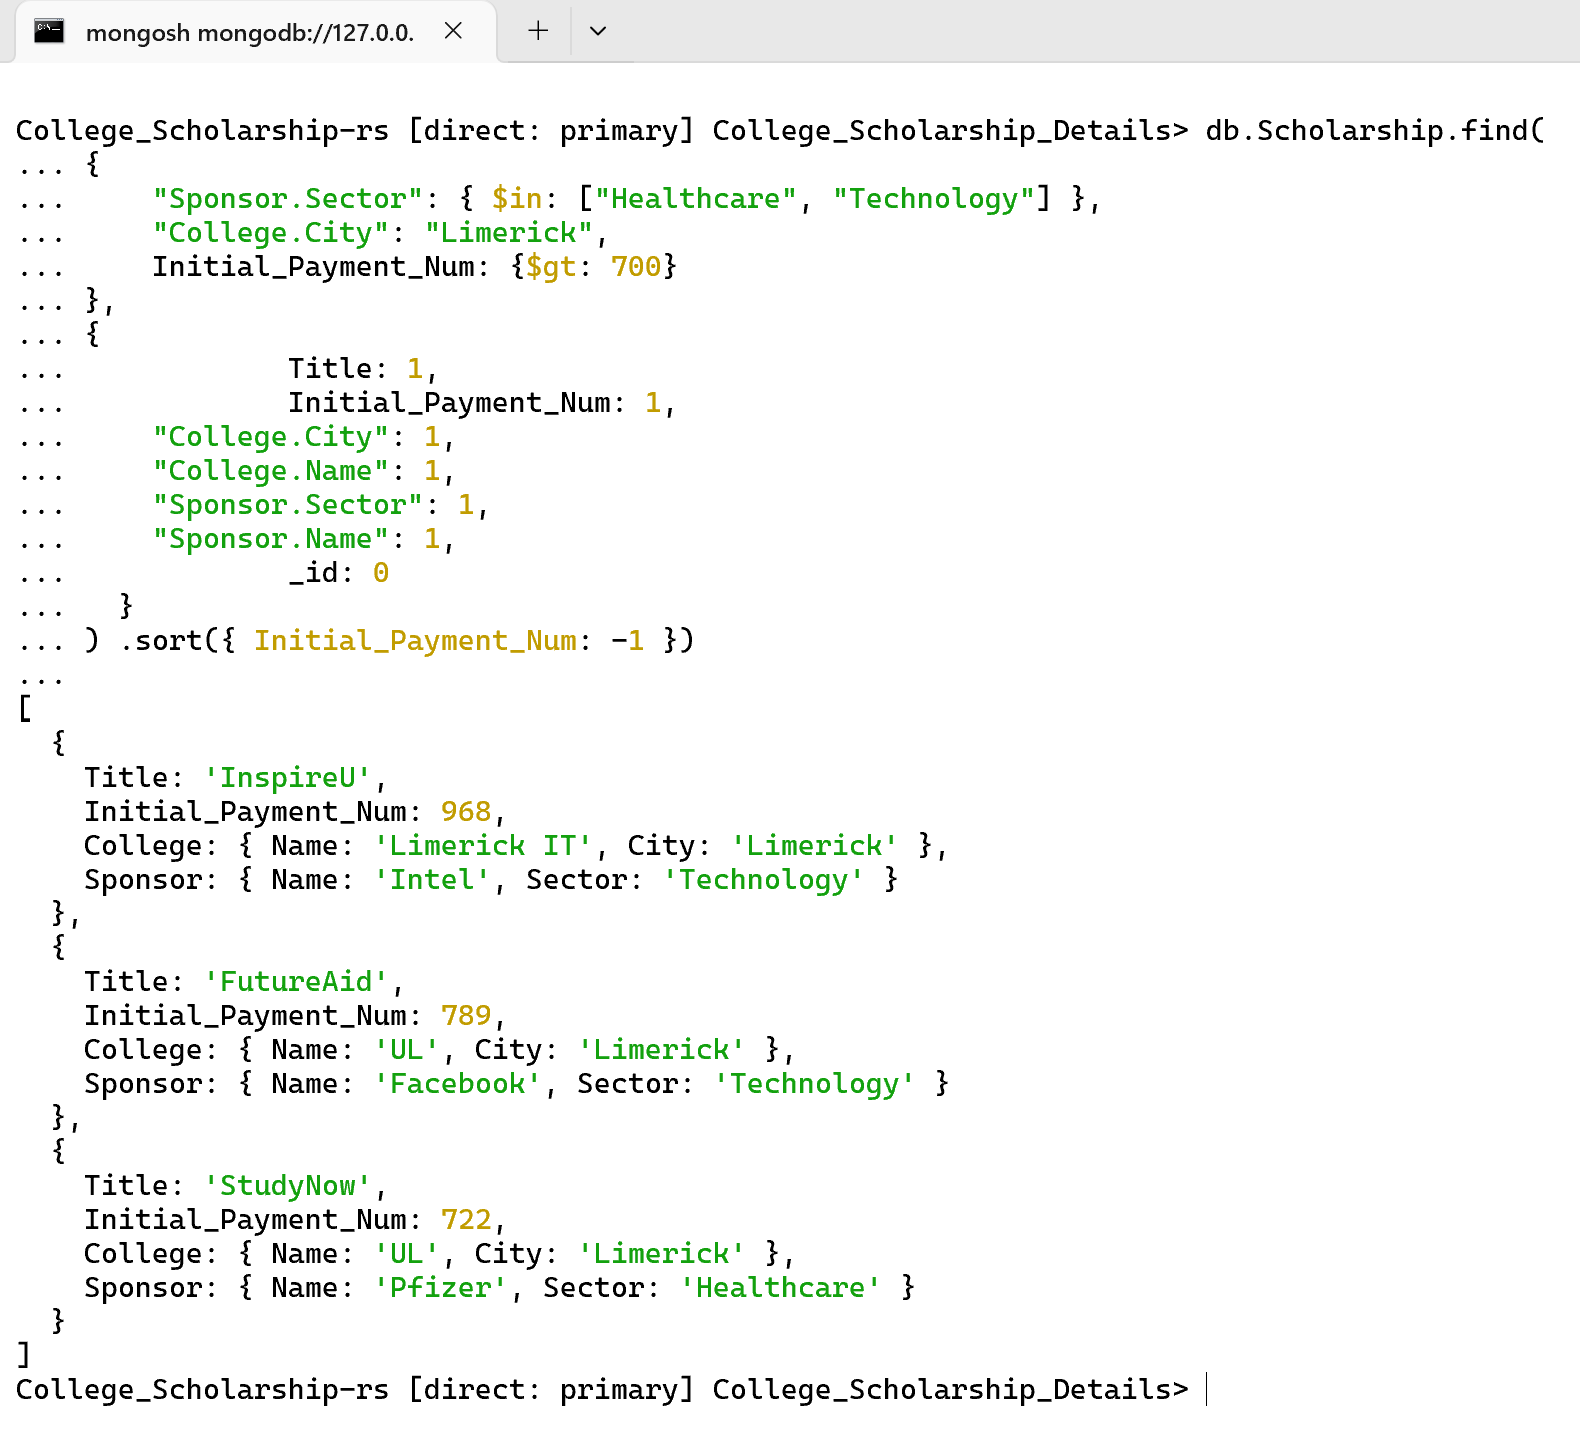 mongosh mongodb://127.0.0.
College_Scholarship-rs [direct: primary] College_Scholarship_Details> db.Scholarship.find(
... {
...     "Sponsor.Sector": { $in: ["Healthcare", "Technology"] },
...     "College.City": "Limerick",
...     Initial_Payment_Num: {$gt: 700}
... },
... {
...             Title: 1,
...             Initial_Payment_Num: 1,
...     "College.City": 1,
...     "College.Name": 1,
...     "Sponsor.Sector": 1,
...     "Sponsor.Name": 1,
...             _id: 0
...   }
... ) .sort({ Initial_Payment_Num: -1 })
...
[
  {
    Title: 'InspireU',
    Initial_Payment_Num: 968,
    College: { Name: 'Limerick IT', City: 'Limerick' },
    Sponsor: { Name: 'Intel', Sector: 'Technology' }
  },
  {
    Title: 'FutureAid',
    Initial_Payment_Num: 789,
    College: { Name: 'UL', City: 'Limerick' },
    Sponsor: { Name: 'Facebook', Sector: 'Technology' }
  },
  {
    Title: 'StudyNow',
    Initial_Payment_Num: 722,
    College: { Name: 'UL', City: 'Limerick' },
    Sponsor: { Name: 'Pfizer', Sector: 'Healthcare' }
  }
]
College_Scholarship-rs [direct: primary] College_Scholarship_Details>